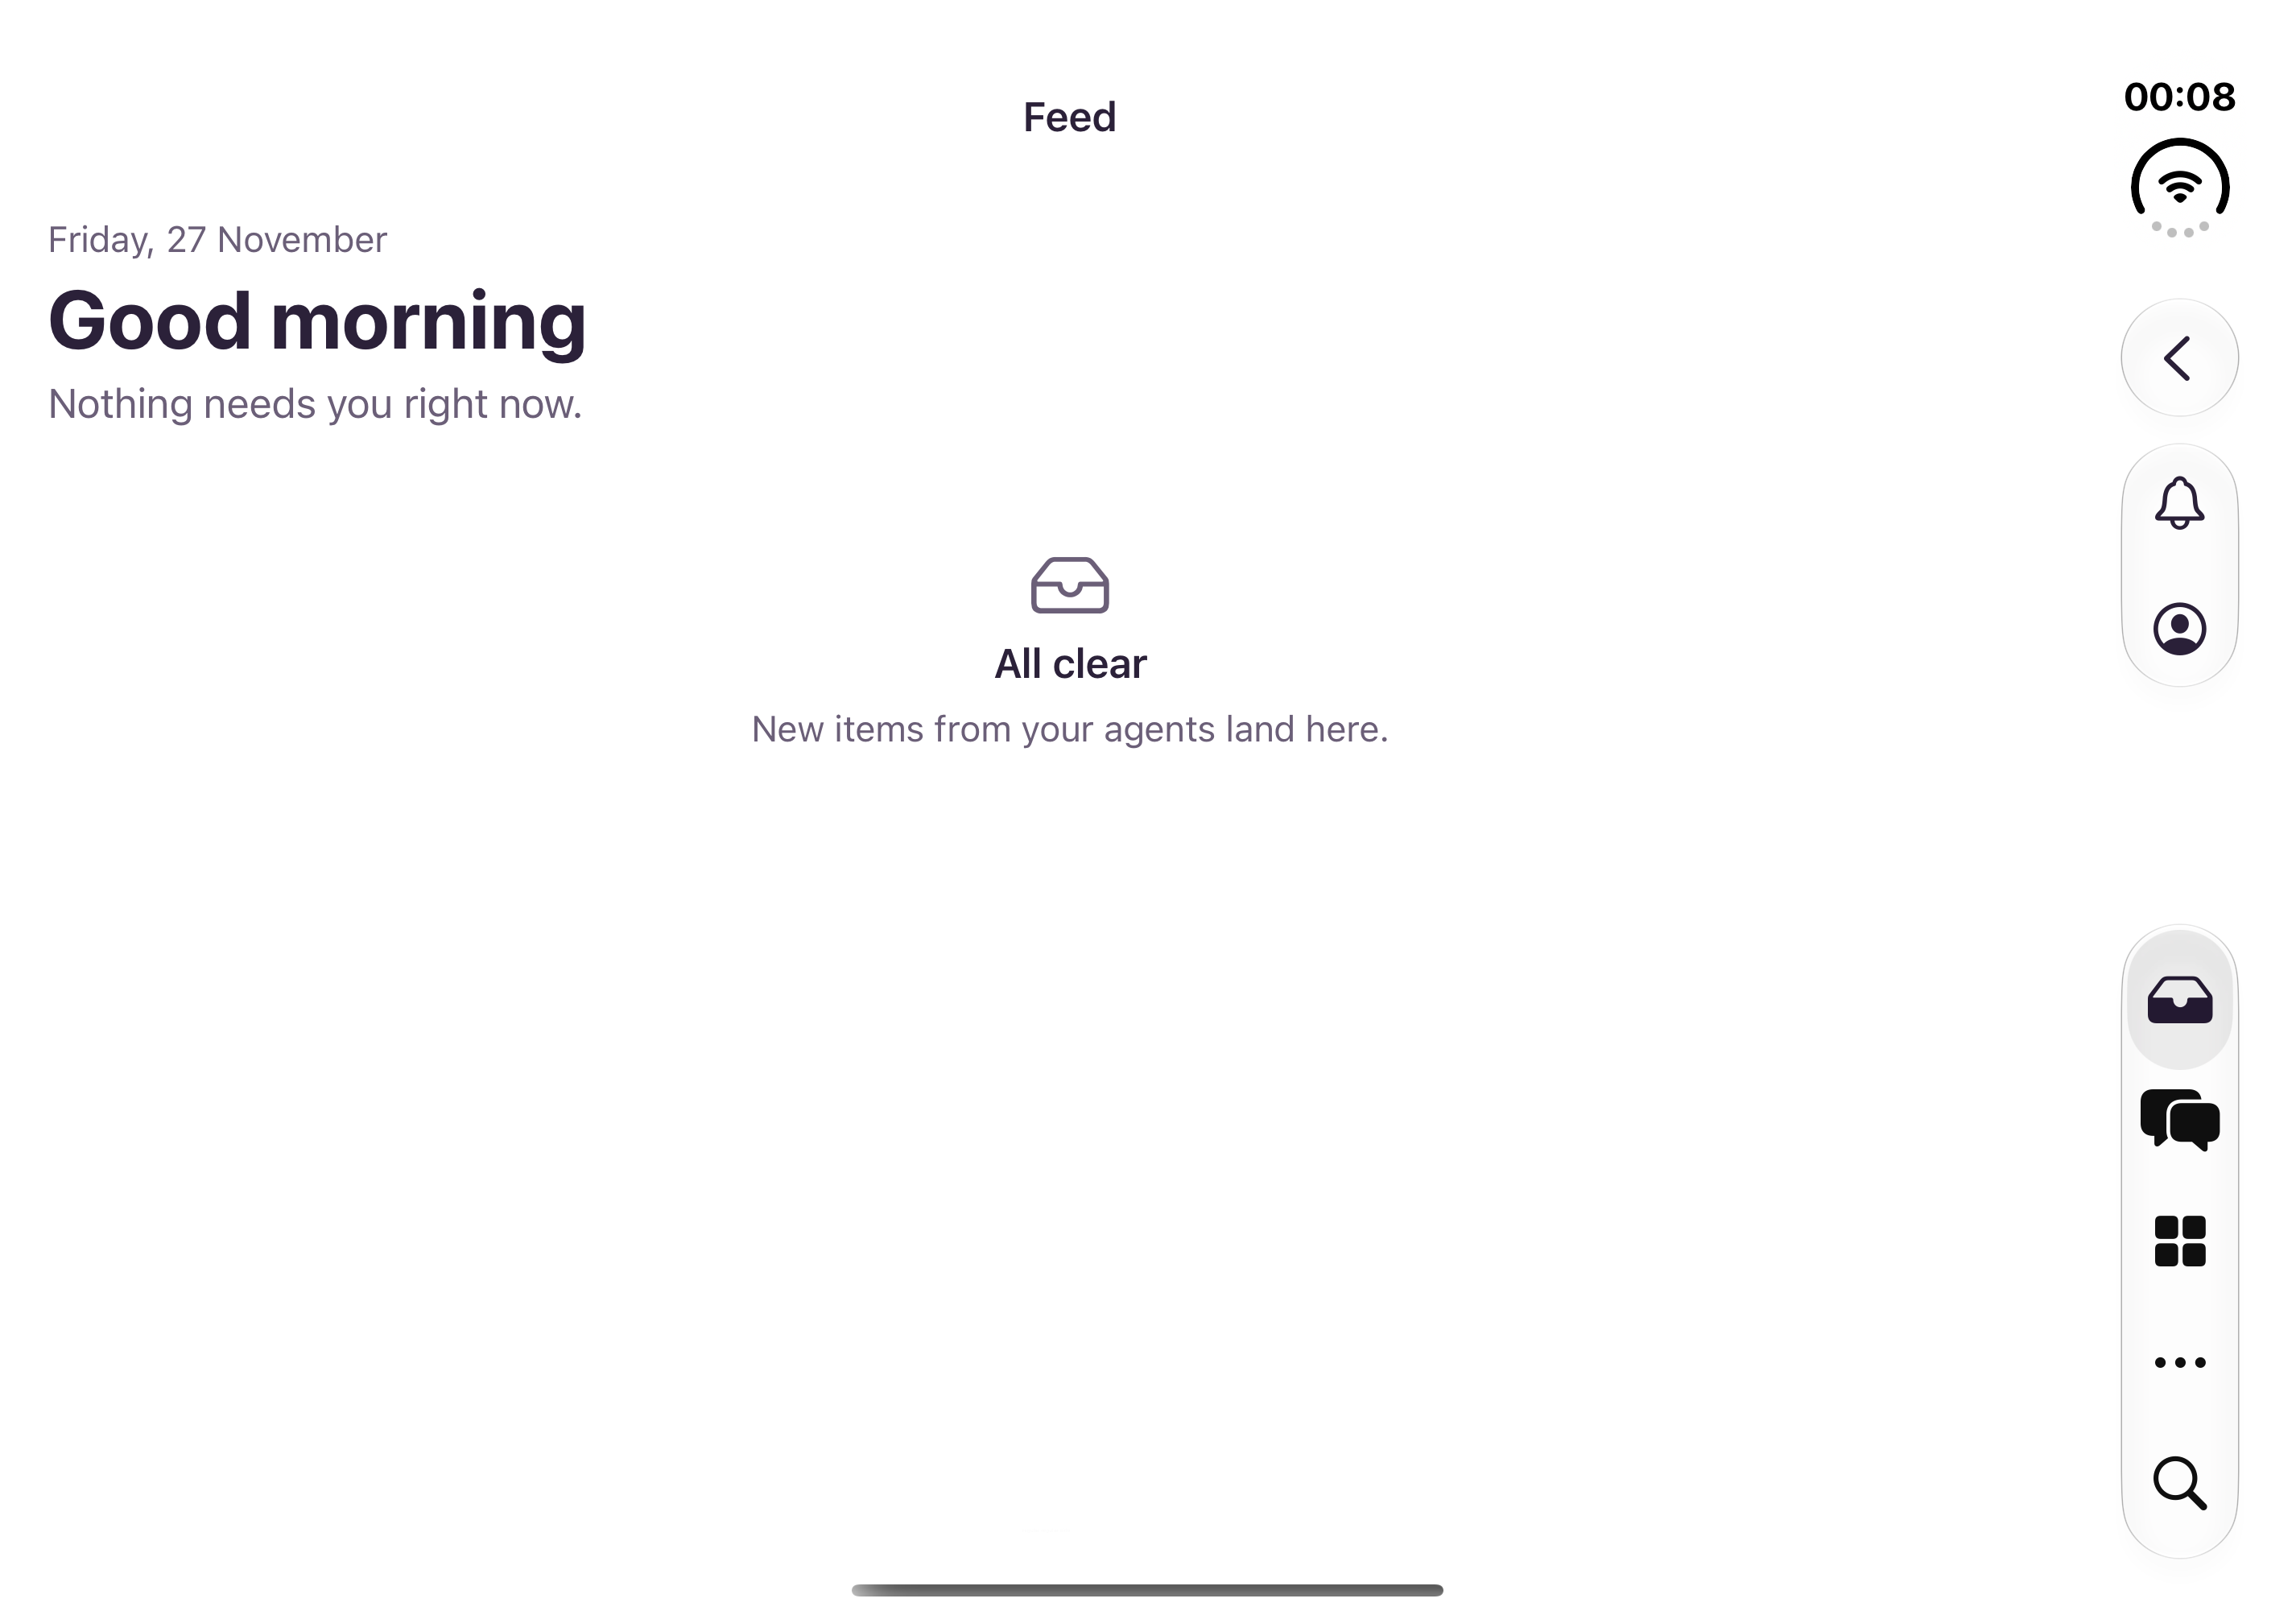 Feed
00:08
Friday, 27 November
Good morning
Nothing needs you right now.
All clear
New items from your agents land here.